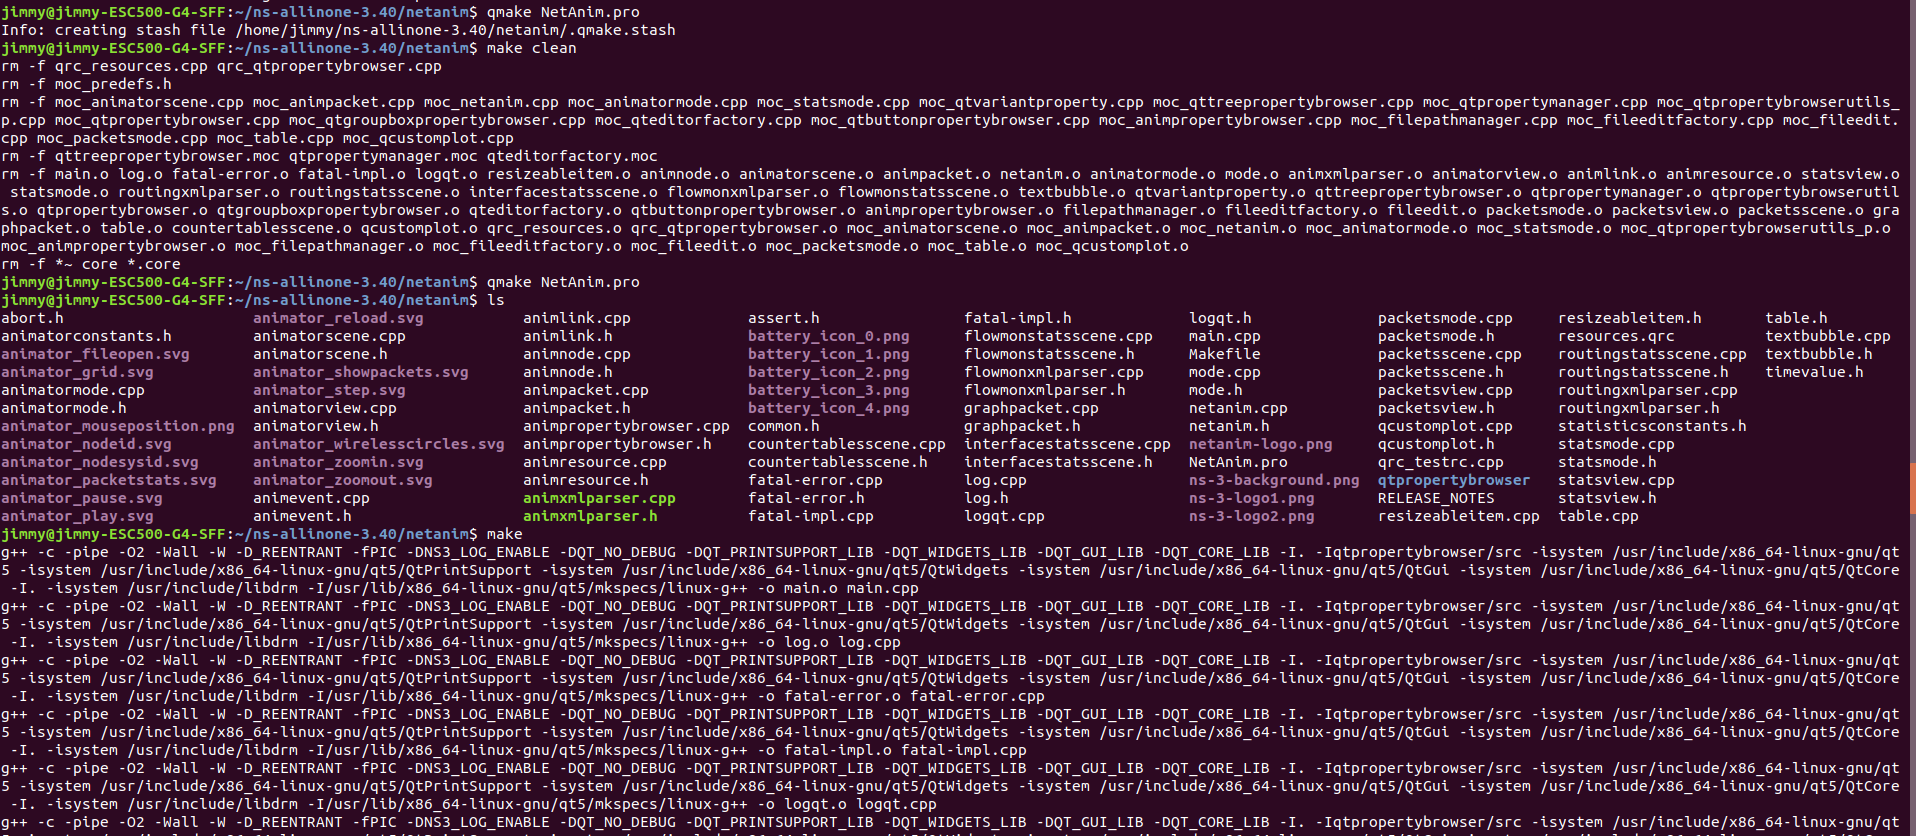 jimmy@jimmy-ESC500-G4-SFF:~/ns-allinone-3.40/netanim$ qmake NetAnim.pro
Info: creating stash file /home/jimmy/ns-allinone-3.40/netanim/.qmake.stash
jimmy@jimmy-ESC500-G4-SFF:~/ns-allinone-3.40/netanim$ make clean
rm -f qrc_resources.cpp qrc_qtpropertybrowser.cpp
rm -f moc_predefs.h
rm -f moc_animatorscene.cpp moc_animpacket.cpp moc_netanim.cpp moc_animatormode.cpp moc_statsmode.cpp moc_qtvariantproperty.cpp moc_qttreepropertybrowser.cpp moc_qtpropertymanager.cpp moc_qtpropertybrowserutils_
p.cpp moc_qtpropertybrowser.cpp moc_qtgroupboxpropertybrowser.cpp moc_qteditorfactory.cpp moc_qtbuttonpropertybrowser.cpp moc_animpropertybrowser.cpp moc_filepathmanager.cpp moc_fileeditfactory.cpp moc_fileedit.
cpp moc_packetsmode.cpp moc_table.cpp moc_qcustomplot.cpp
rm -f qttreepropertybrowser.moc qtpropertymanager.moc qteditorfactory.moc
rm -f main.o log.o fatal-error.o fatal-impl.o logqt.o resizeableitem.o animnode.o animatorscene.o animpacket.o netanim.o animatormode.o mode.o animxmlparser.o animatorview.o animlink.o animresource.o statsview.o
 statsmode.o routingxmlparser.o routingstatsscene.o interfacestatsscene.o flowmonxmlparser.o flowmonstatsscene.o textbubble.o qtvariantproperty.o qttreepropertybrowser.o qtpropertymanager.o qtpropertybrowserutil
s.o qtpropertybrowser.o qtgroupboxpropertybrowser.o qteditorfactory.o qtbuttonpropertybrowser.o animpropertybrowser.o filepathmanager.o fileeditfactory.o fileedit.o packetsmode.o packetsview.o packetsscene.o gra
phpacket.o table.o countertablesscene.o qcustomplot.o qrc_resources.o qrc_qtpropertybrowser.o moc_animatorscene.o moc_animpacket.o moc_netanim.o moc_animatormode.o moc_statsmode.o moc_qtpropertybrowserutils_p.o
moc_animpropertybrowser.o moc_filepathmanager.o moc_fileeditfactory.o moc_fileedit.o moc_packetsmode.o moc_table.o moc_qcustomplot.o
rm -f *~ core *.core
jimmy@jimmy-ESC500-G4-SFF:~/ns-allinone-3.40/netanim$ qmake NetAnim.pro
jimmy@jimmy-ESC500-G4-SFF:~/ns-allinone-3.40/netanim$ ls
abort.h animator_reload.svg animlink.cpp assert.h fatal-impl.h logqt.h packetsmode.cpp resizeableitem.h table.h
animatorconstants.h animatorscene.cpp animlink.h battery_icon_0.png flowmonstatsscene.cpp main.cpp packetsmode.h resources.qrc textbubble.cpp
animator_fileopen.svg animatorscene.h animnode.cpp battery_icon_1.png flowmonstatsscene.h Makefile packetsscene.cpp routingstatsscene.cpp textbubble.h
animator_grid.svg animator_showpackets.svg animnode.h battery_icon_2.png flowmonxmlparser.cpp mode.cpp packetsscene.h routingstatsscene.h timevalue.h
animatormode.cpp animator_step.svg animpacket.cpp battery_icon_3.png flowmonxmlparser.h mode.h packetsview.cpp routingxmlparser.cpp
animatormode.h animatorview.cpp animpacket.h battery_icon_4.png graphpacket.cpp netanim.cpp packetsview.h routingxmlparser.h
animator_mouseposition.png animatorview.h animpropertybrowser.cpp common.h graphpacket.h netanim.h qcustomplot.cpp statisticsconstants.h
animator_nodeid.svg animator_wirelesscircles.svg animpropertybrowser.h countertablesscene.cpp interfacestatsscene.cpp netanim-logo.png qcustomplot.h statsmode.cpp
animator_nodesysid.svg animator_zoomin.svg animresource.cpp countertablesscene.h interfacestatsscene.h NetAnim.pro qrc_testrc.cpp statsmode.h
animator_packetstats.svg animator_zoomout.svg animresource.h fatal-error.cpp log.cpp ns-3-background.png qtpropertybrowser statsview.cpp
animator_pause.svg animevent.cpp animxmlparser.cpp fatal-error.h log.h ns-3-logo1.png RELEASE_NOTES statsview.h
animator_play.svg animevent.h animxmlparser.h fatal-impl.cpp logqt.cpp ns-3-logo2.png resizeableitem.cpp table.cpp
jimmy@jimmy-ESC500-G4-SFF:~/ns-allinone-3.40/netanim$ make
g++ -c -pipe -O2 -Wall -W -D_REENTRANT -fPIC -DNS3_LOG_ENABLE -DQT_NO_DEBUG -DQT_PRINTSUPPORT_LIB -DQT_WIDGETS_LIB -DQT_GUI_LIB -DQT_CORE_LIB -I. -Iqtpropertybrowser/src -isystem /usr/include/x86_64-linux-gnu/qt
5 -isystem /usr/include/x86_64-linux-gnu/qt5/QtPrintSupport -isystem /usr/include/x86_64-linux-gnu/qt5/QtWidgets -isystem /usr/include/x86_64-linux-gnu/qt5/QtGui -isystem /usr/include/x86_64-linux-gnu/qt5/QtCore
 -I. -isystem /usr/include/libdrm -I/usr/lib/x86_64-linux-gnu/qt5/mkspecs/linux-g++ -o main.o main.cpp
g++ -c -pipe -O2 -Wall -W -D_REENTRANT -fPIC -DNS3_LOG_ENABLE -DQT_NO_DEBUG -DQT_PRINTSUPPORT_LIB -DQT_WIDGETS_LIB -DQT_GUI_LIB -DQT_CORE_LIB -I. -Iqtpropertybrowser/src -isystem /usr/include/x86_64-linux-gnu/qt
5 -isystem /usr/include/x86_64-linux-gnu/qt5/QtPrintSupport -isystem /usr/include/x86_64-linux-gnu/qt5/QtWidgets -isystem /usr/include/x86_64-linux-gnu/qt5/QtGui -isystem /usr/include/x86_64-linux-gnu/qt5/QtCore
 -I. -isystem /usr/include/libdrm -I/usr/lib/x86_64-linux-gnu/qt5/mkspecs/linux-g++ -o log.o log.cpp
g++ -c -pipe -O2 -Wall -W -D_REENTRANT -fPIC -DNS3_LOG_ENABLE -DQT_NO_DEBUG -DQT_PRINTSUPPORT_LIB -DQT_WIDGETS_LIB -DQT_GUI_LIB -DQT_CORE_LIB -I. -Iqtpropertybrowser/src -isystem /usr/include/x86_64-linux-gnu/qt
5 -isystem /usr/include/x86_64-linux-gnu/qt5/QtPrintSupport -isystem /usr/include/x86_64-linux-gnu/qt5/QtWidgets -isystem /usr/include/x86_64-linux-gnu/qt5/QtGui -isystem /usr/include/x86_64-linux-gnu/qt5/QtCore
 -I. -isystem /usr/include/libdrm -I/usr/lib/x86_64-linux-gnu/qt5/mkspecs/linux-g++ -o fatal-error.o fatal-error.cpp
g++ -c -pipe -O2 -Wall -W -D_REENTRANT -fPIC -DNS3_LOG_ENABLE -DQT_NO_DEBUG -DQT_PRINTSUPPORT_LIB -DQT_WIDGETS_LIB -DQT_GUI_LIB -DQT_CORE_LIB -I. -Iqtpropertybrowser/src -isystem /usr/include/x86_64-linux-gnu/qt
5 -isystem /usr/include/x86_64-linux-gnu/qt5/QtPrintSupport -isystem /usr/include/x86_64-linux-gnu/qt5/QtWidgets -isystem /usr/include/x86_64-linux-gnu/qt5/QtGui -isystem /usr/include/x86_64-linux-gnu/qt5/QtCore
 -I. -isystem /usr/include/libdrm -I/usr/lib/x86_64-linux-gnu/qt5/mkspecs/linux-g++ -o fatal-impl.o fatal-impl.cpp
g++ -c -pipe -O2 -Wall -W -D_REENTRANT -fPIC -DNS3_LOG_ENABLE -DQT_NO_DEBUG -DQT_PRINTSUPPORT_LIB -DQT_WIDGETS_LIB -DQT_GUI_LIB -DQT_CORE_LIB -I. -Iqtpropertybrowser/src -isystem /usr/include/x86_64-linux-gnu/qt
5 -isystem /usr/include/x86_64-linux-gnu/qt5/QtPrintSupport -isystem /usr/include/x86_64-linux-gnu/qt5/QtWidgets -isystem /usr/include/x86_64-linux-gnu/qt5/QtGui -isystem /usr/include/x86_64-linux-gnu/qt5/QtCore
 -I. -isystem /usr/include/libdrm -I/usr/lib/x86_64-linux-gnu/qt5/mkspecs/linux-g++ -o logqt.o logqt.cpp
g++ -c -pipe -O2 -Wall -W -D_REENTRANT -fPIC -DNS3_LOG_ENABLE -DQT_NO_DEBUG -DQT_PRINTSUPPORT_LIB -DQT_WIDGETS_LIB -DQT_GUI_LIB -DQT_CORE_LIB -I. -Iqtpropertybrowser/src -isystem /usr/include/x86_64-linux-gnu/qt